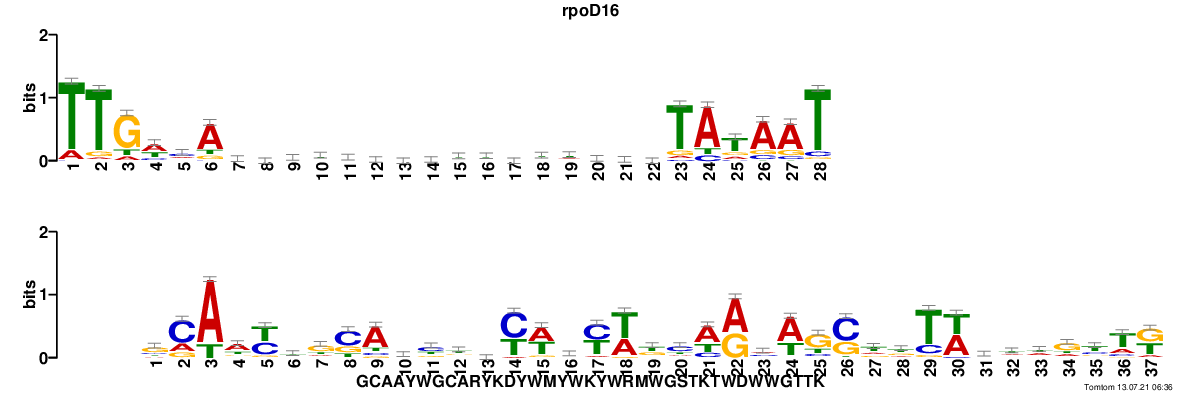 rpoD16
2
bits
1
0
1 2 3 4 5 6 7 8 9 10 11 12 13 14 15 16 17 18 19 20 21 22 23 24 25 26 27 28
2
bits
1
0
1 2 3 4 5 6 7 8 9 10 11 12 13 14 15 16 17 18 19 20 21 22 23 24 25 26 27 28 29 30 31 32 33 34 35 36 37
GCAAYWGCARYKDYWMYWKYWRMWGSTKTWDWWGTTK
Tomtom 13.07.21 06:36